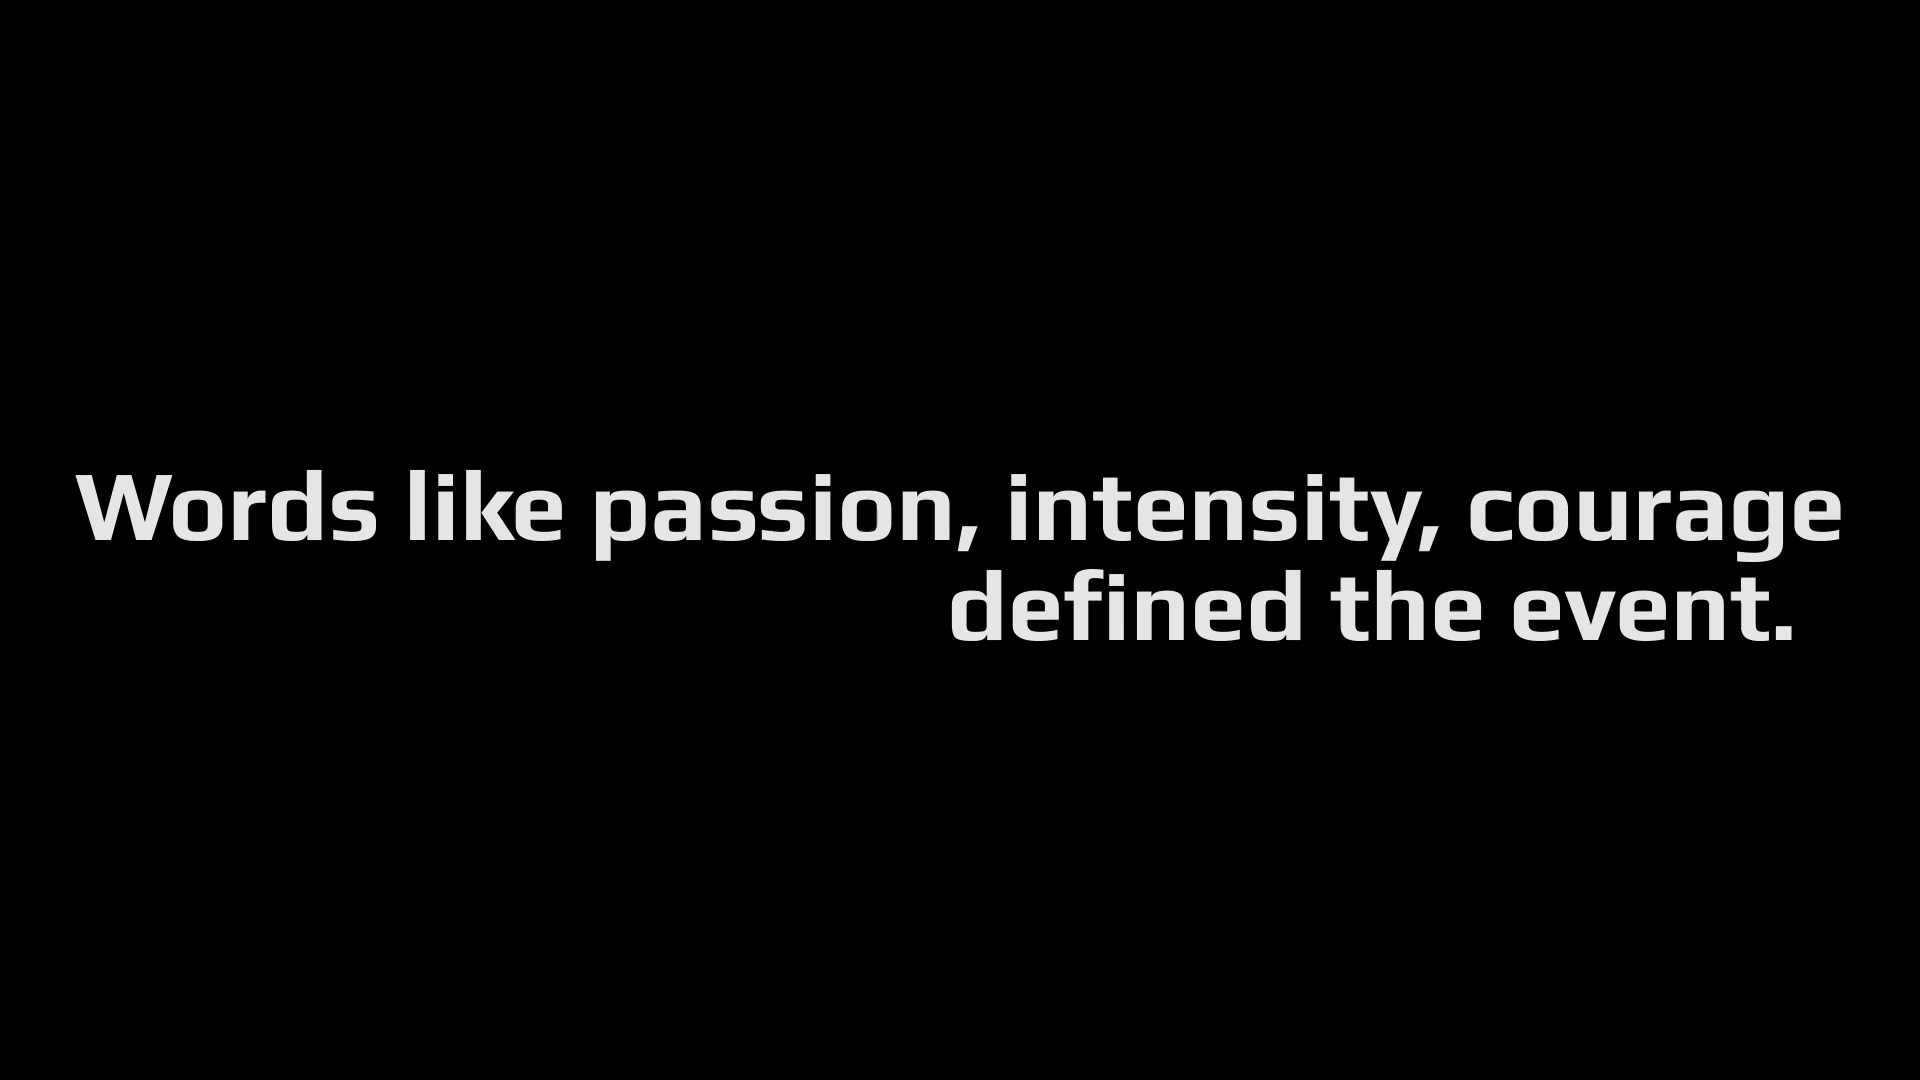 Words like passion, intensity, courage
defined the event.